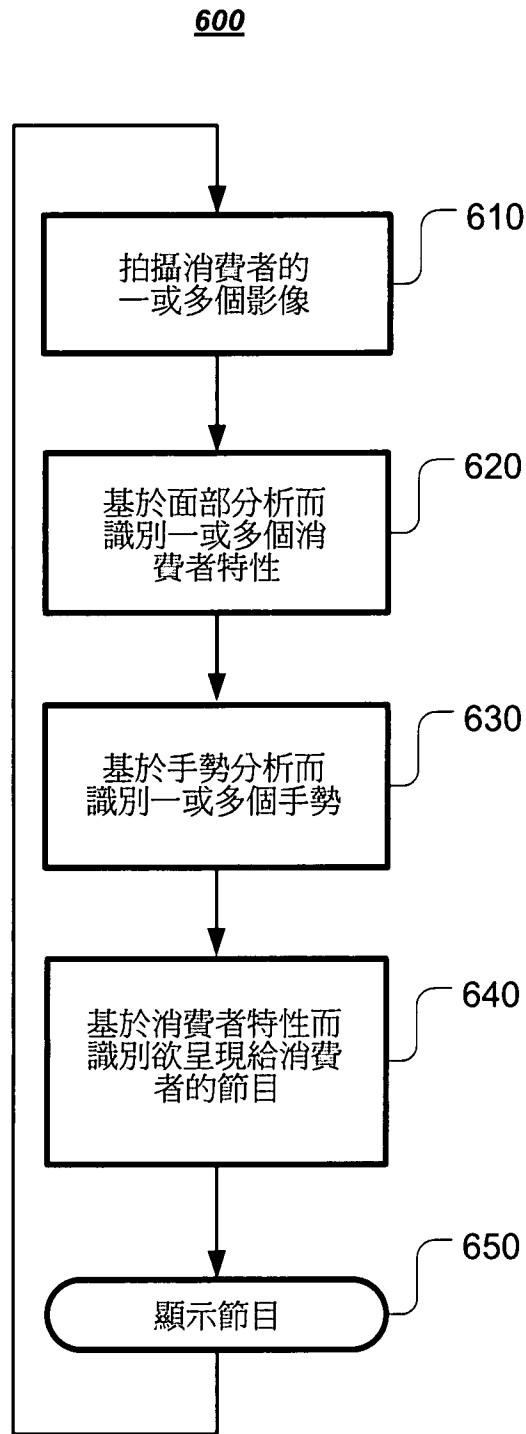 600
610
拍攝消費者的
一或多個影像
620
基於面部分析而
識別一或多個消
費者特性
630
基於手勢分析而
識別一或多個手勢
640
基於消費者特性而
識別欲呈現給消費
者的節目
650
顯示節目